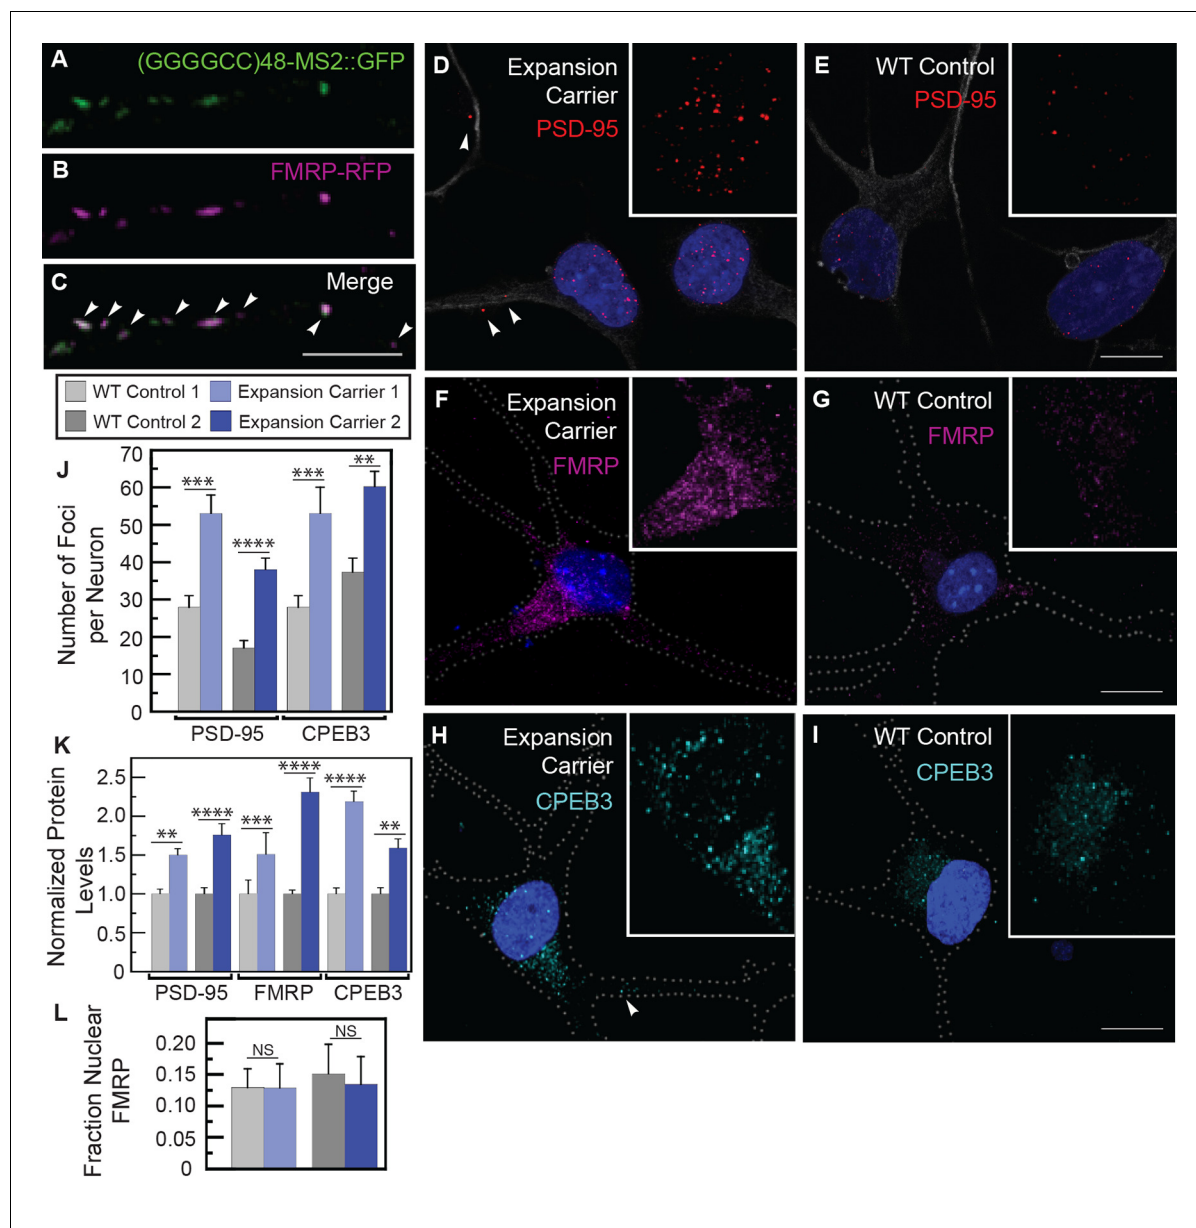 A
(GGGGCC)48-MS2::GFP
B
FMRP-RFP
C
Merge
D
Expansion
Carrier
PSD-95
E
WT Control
PSD-95
WT Control 1
Expansion Carrier 1
WT Control 2
Expansion Carrier 2
F
Expansion
Carrier
FMRP
G
WT Control
FMRP
J
Number of Foci
per Neuron
70
60
50
40
30
20
10
0
***
****
***
**
PSD-95
CPEB3
K
Normalized Protein
Levels
2.5
2.0
1.5
1.0
0.5
0
**
****
***
****
****
**
PSD-95
FMRP
CPEB3
H
Expansion
Carrier
CPEB3
I
WT Control
CPEB3
L
Fraction Nuclear
FMRP
0.20
0.15
0.10
0.05
0
NS
NS